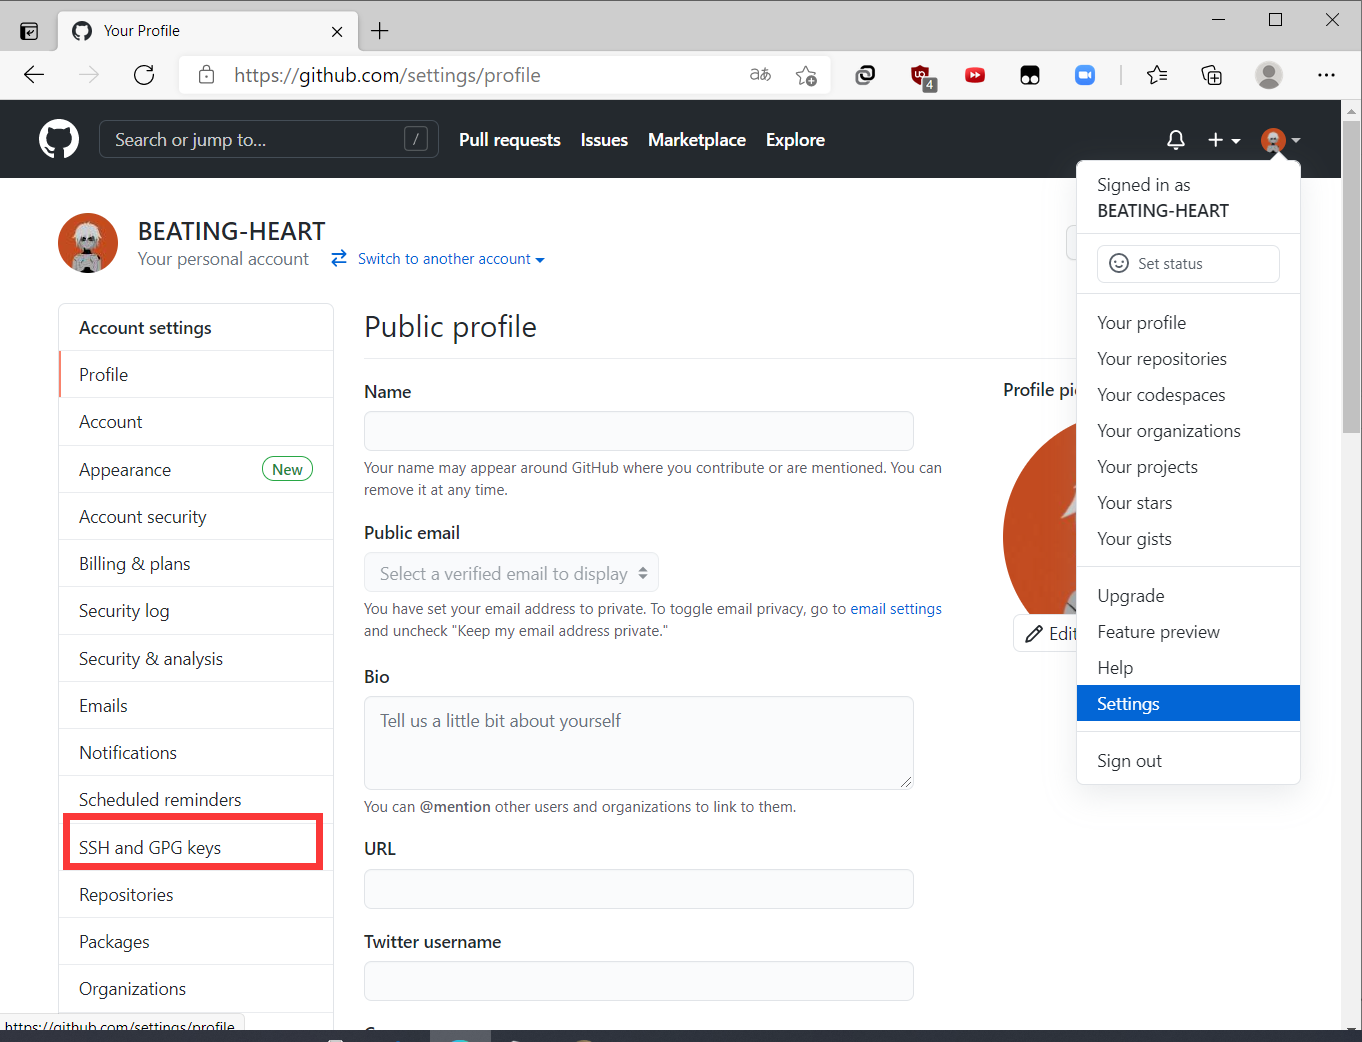 Your Profile
https://github.com/settings/profile
aあ
4
Search or jump to...
/
Pull requests
Issues
Marketplace
Explore
Signed in as
BEATING-HEART
Set status
Your profile
Your repositories
Your codespaces
Your organizations
Your projects
Your stars
Your gists
Upgrade
Feature preview
Help
Settings
Sign out
BEATING-HEART
Your personal account
Switch to another account
Account settings
Profile
Account
Appearance
New
Account security
Billing & plans
Security log
Security & analysis
Emails
Notifications
Scheduled reminders
SSH and GPG keys
Repositories
Packages
Organizations
Public profile
Name
Your name may appear around GitHub where you contribute or are mentioned. You can
remove it at any time.
Public email
Select a verified email to display
You have set your email address to private. To toggle email privacy, go to email settings
and uncheck "Keep my email address private."
Bio
Tell us a little bit about yourself
You can @mention other users and organizations to link to them.
URL
Twitter username
Profile pi
Edit
https://github.com/settings/profile